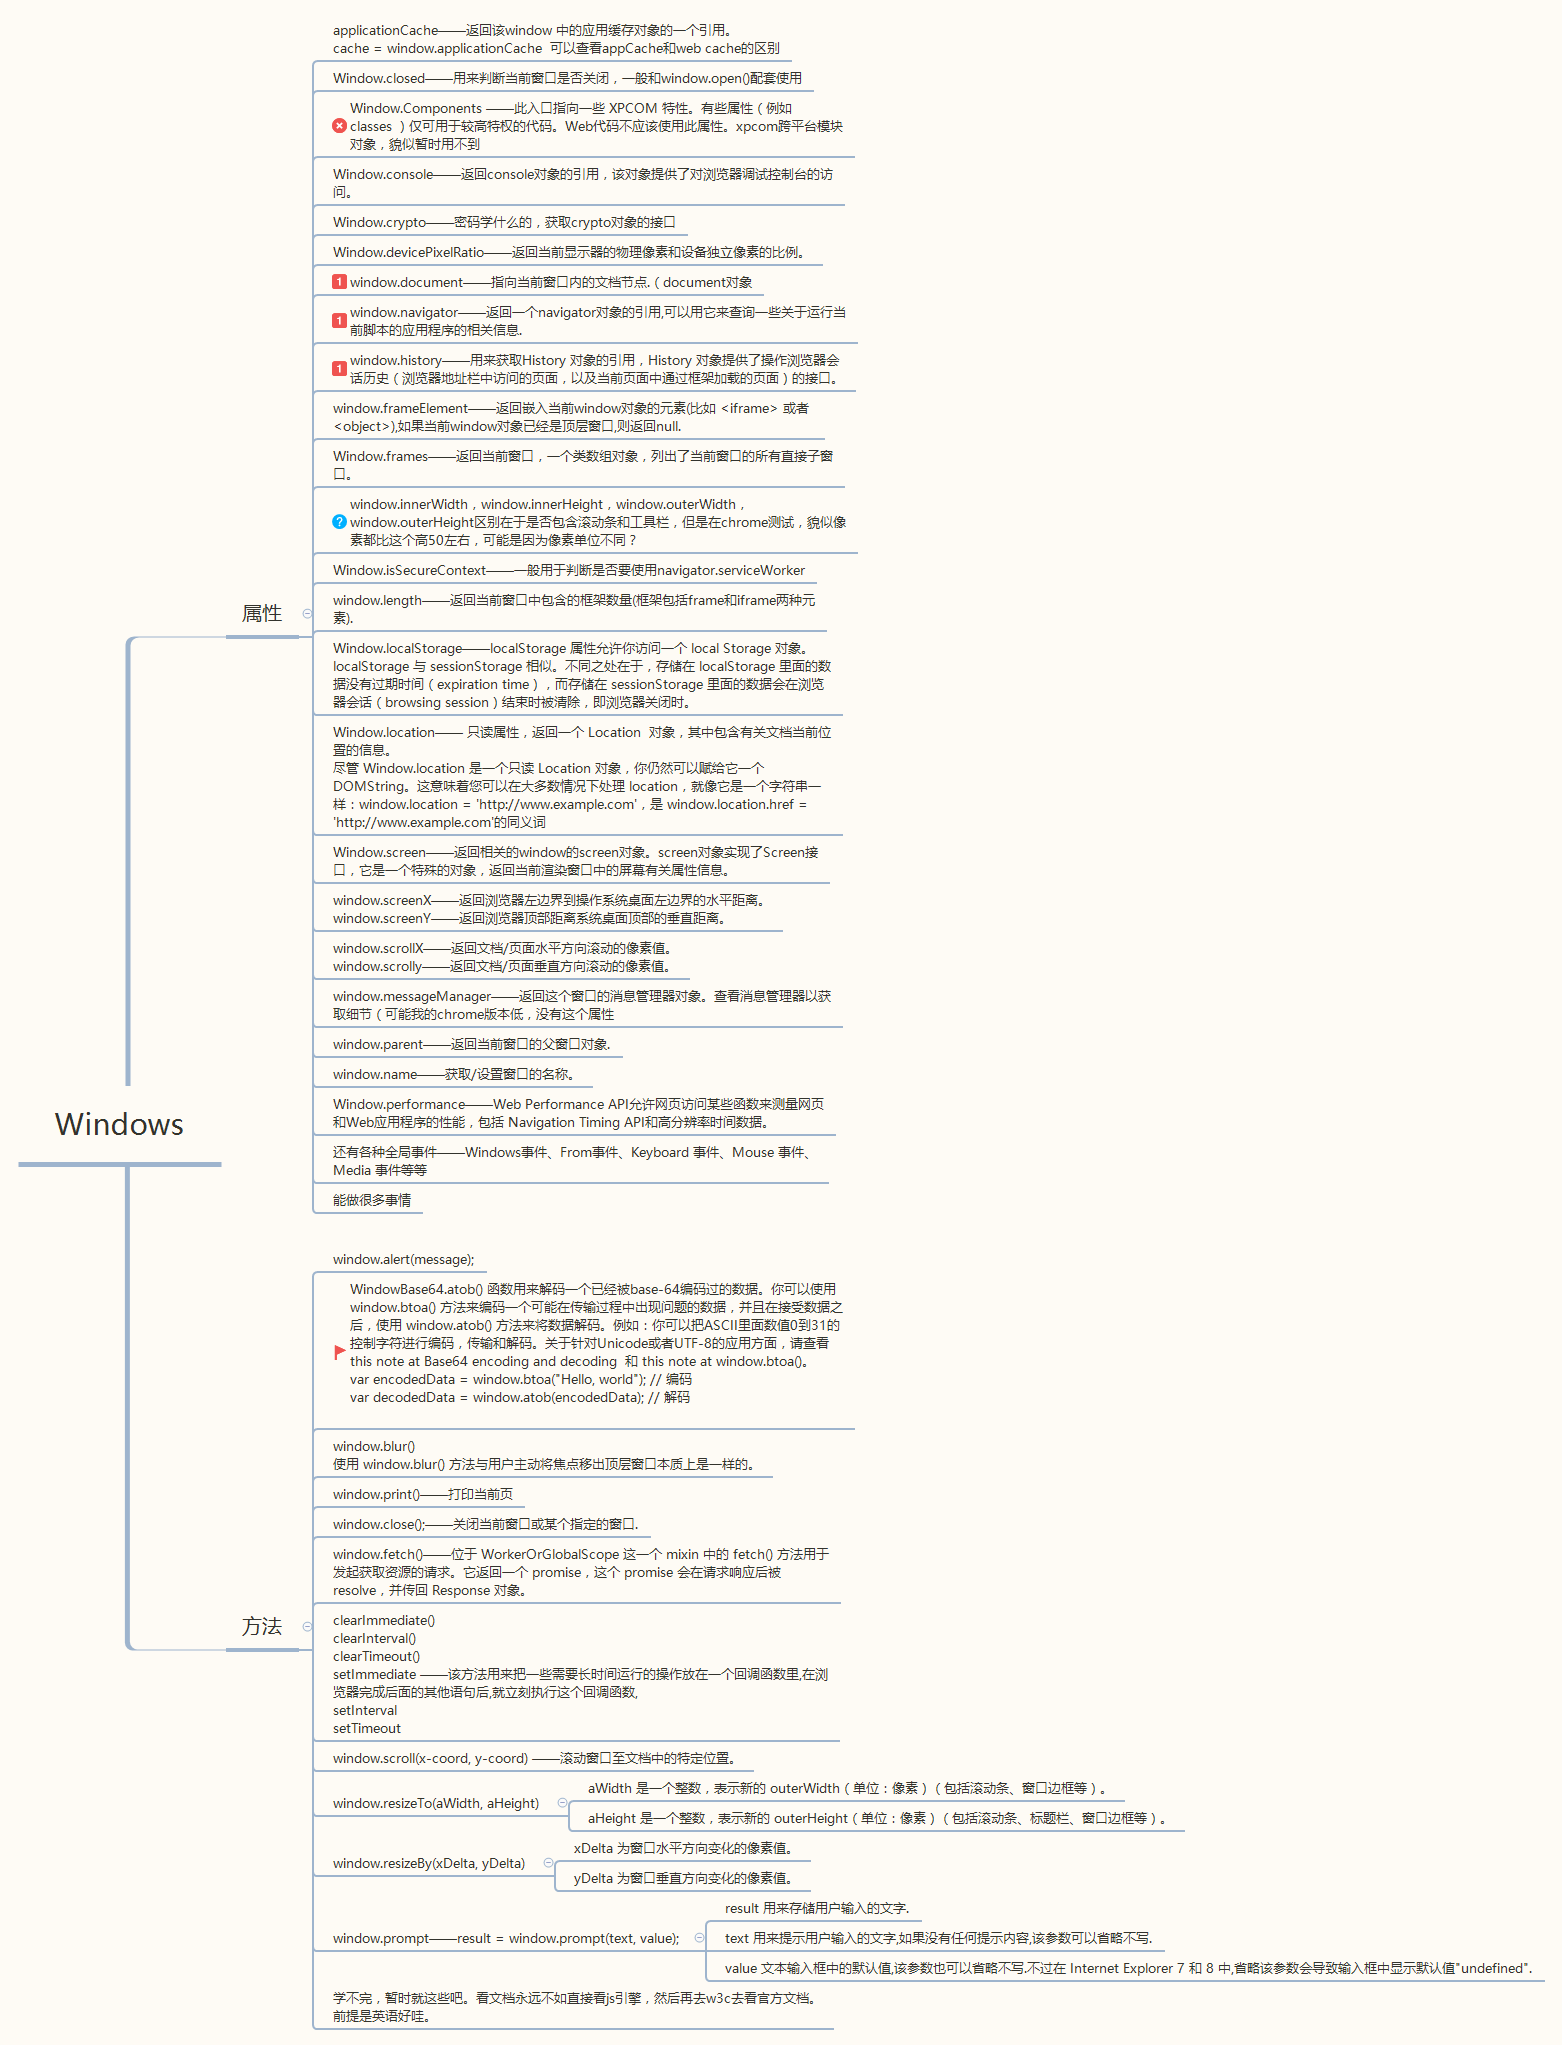 applicationCache——返回该window 中的应用缓存对象的一个引用。
cache = window.applicationCache  可以查看appCache和web cache的区别
Window.closed——用来判断当前窗口是否关闭，一般和window.open()配套使用
Window.Components ——此入口指向一些 XPCOM 特性。有些属性（例如
classes ）仅可用于较高特权的代码。Web代码不应该使用此属性。xpcom跨平台模块
对象，貌似暂时用不到
Window.console——返回console对象的引用，该对象提供了对浏览器调试控制台的访
问。
Window.crypto——密码学什么的，获取crypto对象的接口
Window.devicePixelRatio——返回当前显示器的物理像素和设备独立像素的比例。
1 window.document——指向当前窗口内的文档节点.（document对象
window.navigator——返回一个navigator对象的引用,可以用它来查询一些关于运行当
1 前脚本的应用程序的相关信息.
window.history——用来获取History 对象的引用，History 对象提供了操作浏览器会
1 话历史（浏览器地址栏中访问的页面，以及当前页面中通过框架加载的页面）的接口。
window.frameElement——返回嵌入当前window对象的元素(比如 <iframe> 或者
<object>),如果当前window对象已经是顶层窗口,则返回null.
Window.frames——返回当前窗口，一个类数组对象，列出了当前窗口的所有直接子窗
口。
window.innerWidth，window.innerHeight，window.outerWidth，
? window.outerHeight区别在于是否包含滚动条和工具栏，但是在chrome测试，貌似像
素都比这个高50左右，可能是因为像素单位不同？
Window.isSecureContext——一般用于判断是否要使用navigator.serviceWorker
属性
window.length——返回当前窗口中包含的框架数量(框架包括frame和iframe两种元
素).
Window.localStorage——localStorage 属性允许你访问一个 local Storage 对象。
localStorage 与 sessionStorage 相似。不同之处在于，存储在 localStorage 里面的数
据没有过期时间（expiration time），而存储在 sessionStorage 里面的数据会在浏览
器会话（browsing session）结束时被清除，即浏览器关闭时。
Window.location—— 只读属性，返回一个 Location  对象，其中包含有关文档当前位
置的信息。
尽管 Window.location 是一个只读 Location 对象，你仍然可以赋给它一个
DOMString。这意味着您可以在大多数情况下处理 location，就像它是一个字符串一
样：window.location = 'http://www.example.com'，是 window.location.href =
'http://www.example.com'的同义词
Window.screen——返回相关的window的screen对象。screen对象实现了Screen接
口，它是一个特殊的对象，返回当前渲染窗口中的屏幕有关属性信息。
window.screenX——返回浏览器左边界到操作系统桌面左边界的水平距离。
window.screenY——返回浏览器顶部距离系统桌面顶部的垂直距离。
window.scrollX——返回文档/页面水平方向滚动的像素值。
window.scrolly——返回文档/页面垂直方向滚动的像素值。
window.messageManager——返回这个窗口的消息管理器对象。查看消息管理器以获
取细节（可能我的chrome版本低，没有这个属性
window.parent——返回当前窗口的父窗口对象.
window.name——获取/设置窗口的名称。
Window.performance——Web Performance API允许网页访问某些函数来测量网页
和Web应用程序的性能，包括 Navigation Timing API和高分辨率时间数据。
Windows
还有各种全局事件——Windows事件、From事件、Keyboard 事件、Mouse 事件、
Media 事件等等
能做很多事情
window.alert(message);
WindowBase64.atob() 函数用来解码一个已经被base-64编码过的数据。你可以使用
window.btoa() 方法来编码一个可能在传输过程中出现问题的数据，并且在接受数据之
后，使用 window.atob() 方法来将数据解码。例如：你可以把ASCII里面数值0到31的
控制字符进行编码，传输和解码。关于针对Unicode或者UTF-8的应用方面，请查看
this note at Base64 encoding and decoding  和 this note at window.btoa()。
var encodedData = window.btoa("Hello, world"); // 编码
var decodedData = window.atob(encodedData); // 解码
window.blur()
使用 window.blur() 方法与用户主动将焦点移出顶层窗口本质上是一样的。
window.print()——打印当前页
window.close();——关闭当前窗口或某个指定的窗口.
window.fetch()——位于 WorkerOrGlobalScope 这一个 mixin 中的 fetch() 方法用于
发起获取资源的请求。它返回一个 promise，这个 promise 会在请求响应后被
resolve，并传回 Response 对象。
方法
clearImmediate()
clearInterval()
clearTimeout()
setImmediate ——该方法用来把一些需要长时间运行的操作放在一个回调函数里,在浏
览器完成后面的其他语句后,就立刻执行这个回调函数,
setInterval
setTimeout
window.scroll(x-coord, y-coord) ——滚动窗口至文档中的特定位置。
window.resizeTo(aWidth, aHeight)
aWidth 是一个整数，表示新的 outerWidth（单位：像素）（包括滚动条、窗口边框等）。
aHeight 是一个整数，表示新的 outerHeight（单位：像素）（包括滚动条、标题栏、窗口边框等）。
window.resizeBy(xDelta, yDelta)
xDelta 为窗口水平方向变化的像素值。
yDelta 为窗口垂直方向变化的像素值。
window.prompt——result = window.prompt(text, value);
result 用来存储用户输入的文字.
text 用来提示用户输入的文字,如果没有任何提示内容,该参数可以省略不写.
value 文本输入框中的默认值,该参数也可以省略不写.不过在 Internet Explorer 7 和 8 中,省略该参数会导致输入框中显示默认值"undefined".
学不完，暂时就这些吧。看文档永远不如直接看js引擎，然后再去w3c去看官方文档。
前提是英语好哇。